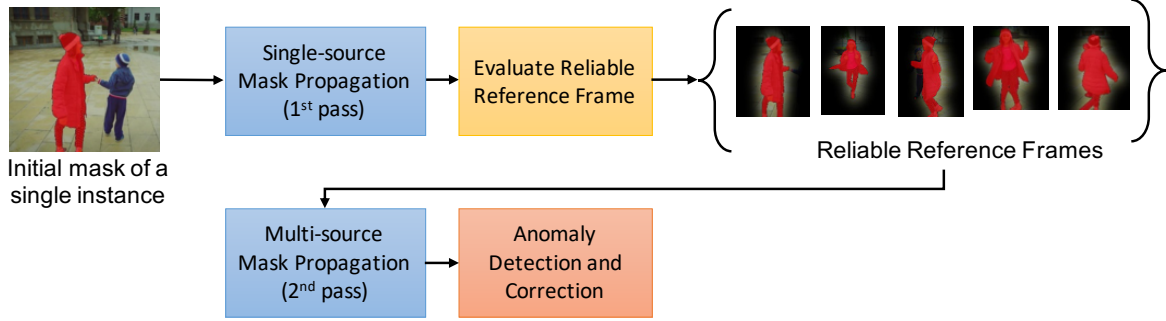 Single-source
Mask Propagation
(1st pass)
Evaluate Reliable
Reference Frame
Initial mask of a
single instance
Reliable Reference Frames
Multi-source
Mask Propagation
(2nd pass)
Anomaly
Detection and
Correction